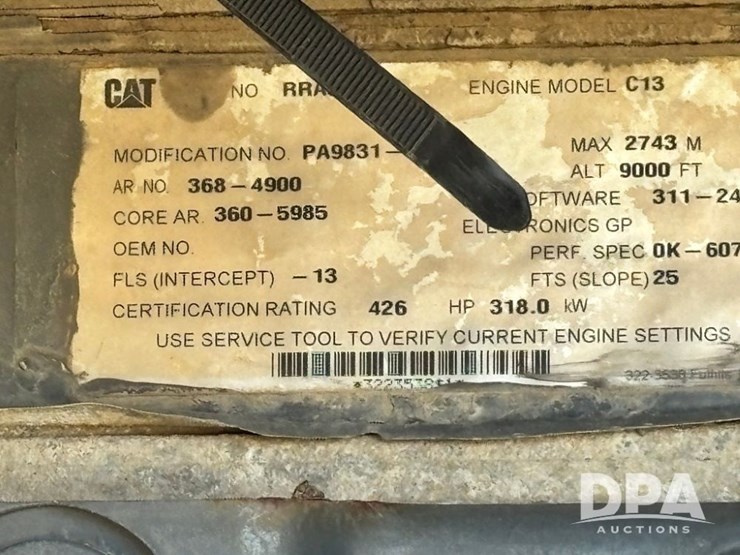 CAT NO RRA ENGINE MODEL C13
MODIFICATION NO. PA9831- MAX 2743 M
ALT 9000 FT
AR NO. 368-4900 OFTWARE 311-24
CORE AR. 360-5985 ELECTRONICS GP
OEM NO. PERF. SPEC 0K-607
FLS (INTERCEPT) -13 FTS (SLOPE) 25
CERTIFICATION RATING 426 HP 318.0 kW
USE SERVICE TOOL TO VERIFY CURRENT ENGINE SETTINGS
322 3538
DPA
AUCTIONS